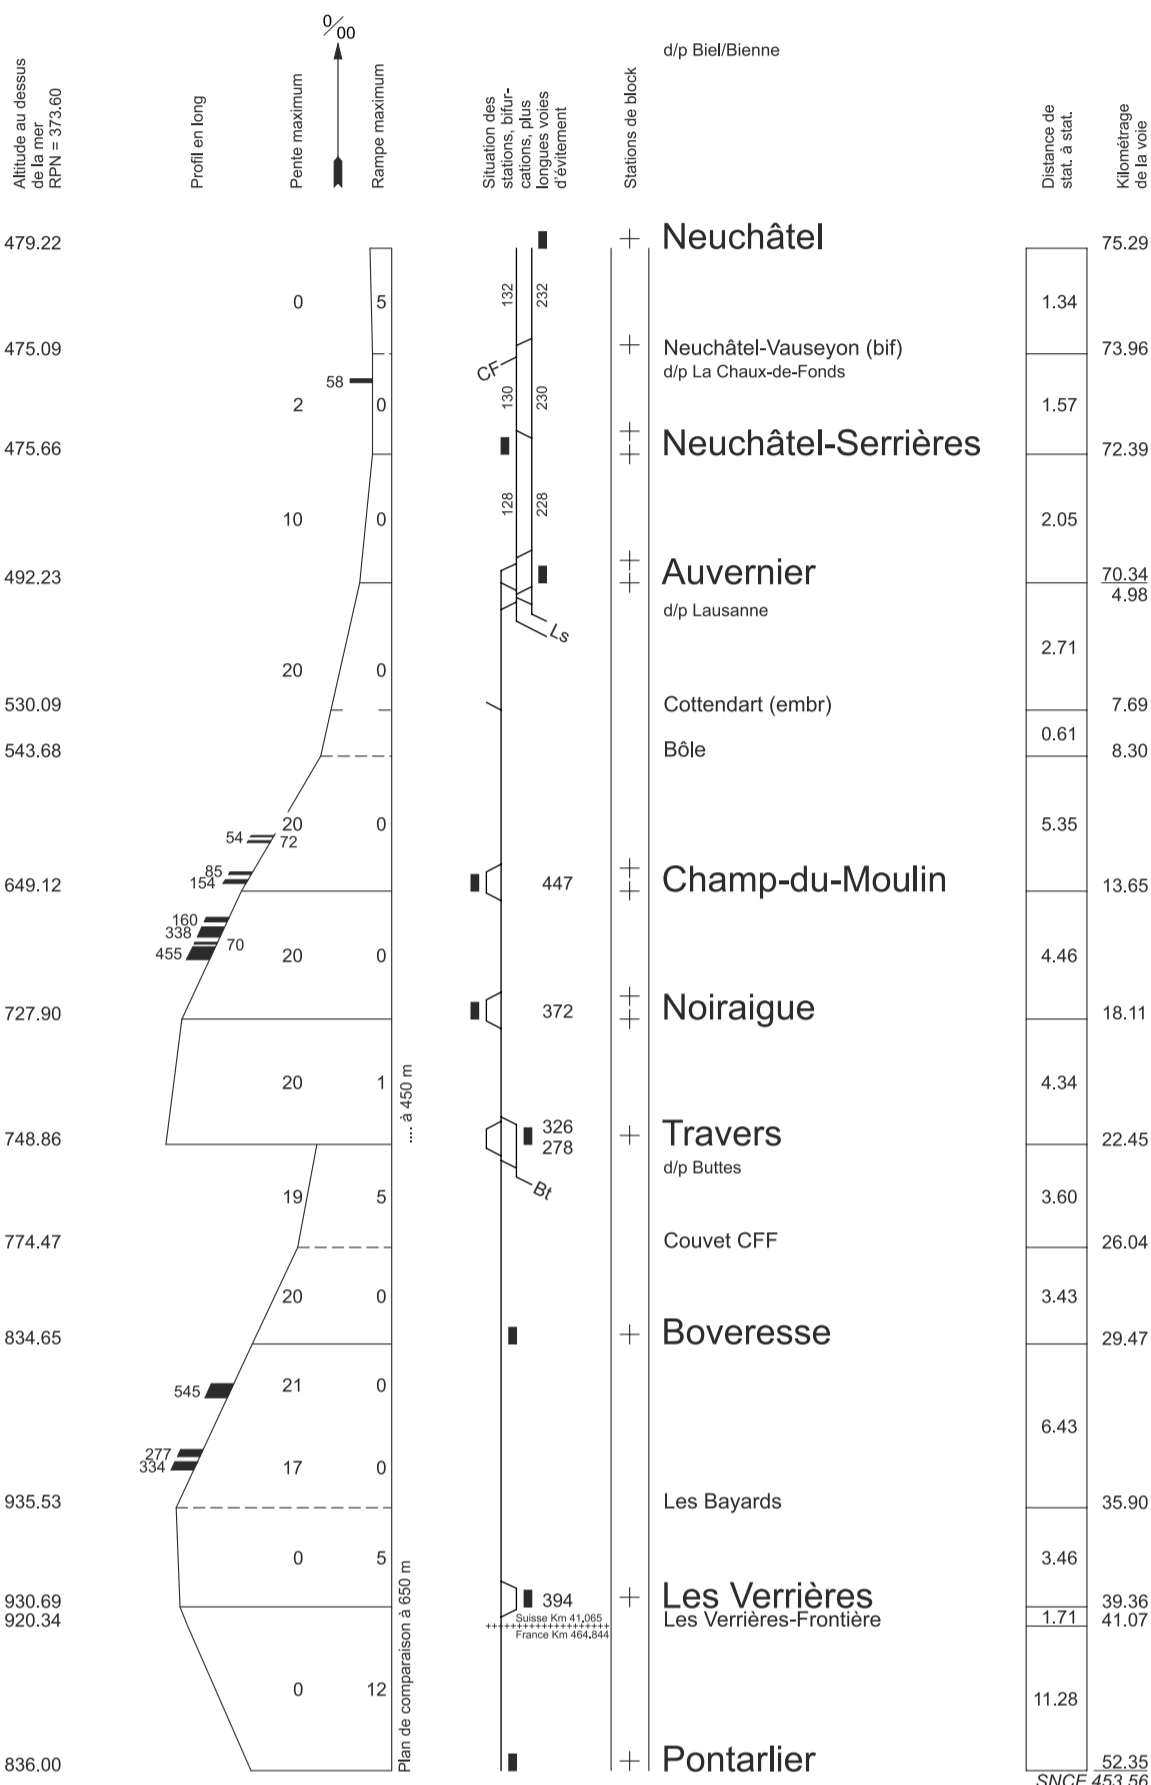 0/00
d/p Biel/Bienne
Altitude au dessus
de la mer
RPN = 373.60
Profil en long
Pente maximum
Rampe maximum
Situation des
stations, bifur-
cations, plus
longues voies
d'évitement
Stations de block
Distance de
stat. à stat.
Kilométrage
de la voie
479.22 Neuchâtel 75.29
0 5 132 232 1.34
475.09 Neuchâtel-Vauseyon (bif) 73.96
CF d/p La Chaux-de-Fonds
58
2 0 130 230 1.57
475.66 Neuchâtel-Serrières 72.39
10 0 128 228 2.05
492.23 Auvernier 70.34
4.98
d/p Lausanne
Ls
20 0 2.71
530.09 Cottendart (embr) 7.69
0.61
543.68 Bôle 8.30
20 0 5.35
54 72
85
649.12 154 447 Champ-du-Moulin 13.65
160
338
70
455 20 0 4.46
727.90 372 Noiraigue 18.11
20 1 4.34
.... à 450 m
748.86 326 Travers 22.45
278
d/p Buttes
Bt
19 5 3.60
774.47 Couvet CFF 26.04
20 0 3.43
834.65 Boveresse 29.47
545 21 0
6.43
277
334 17 0
935.53 Les Bayards 35.90
0 5 3.46
930.69 394 Les Verrières 39.36
920.34 Suisse Km 41.065 Les Verrières-Frontière 1.71 41.07
France Km 464.844
0 12 11.28
Plan de comparaison à 650 m
836.00 Pontarlier 52.35
SNCF 453.56